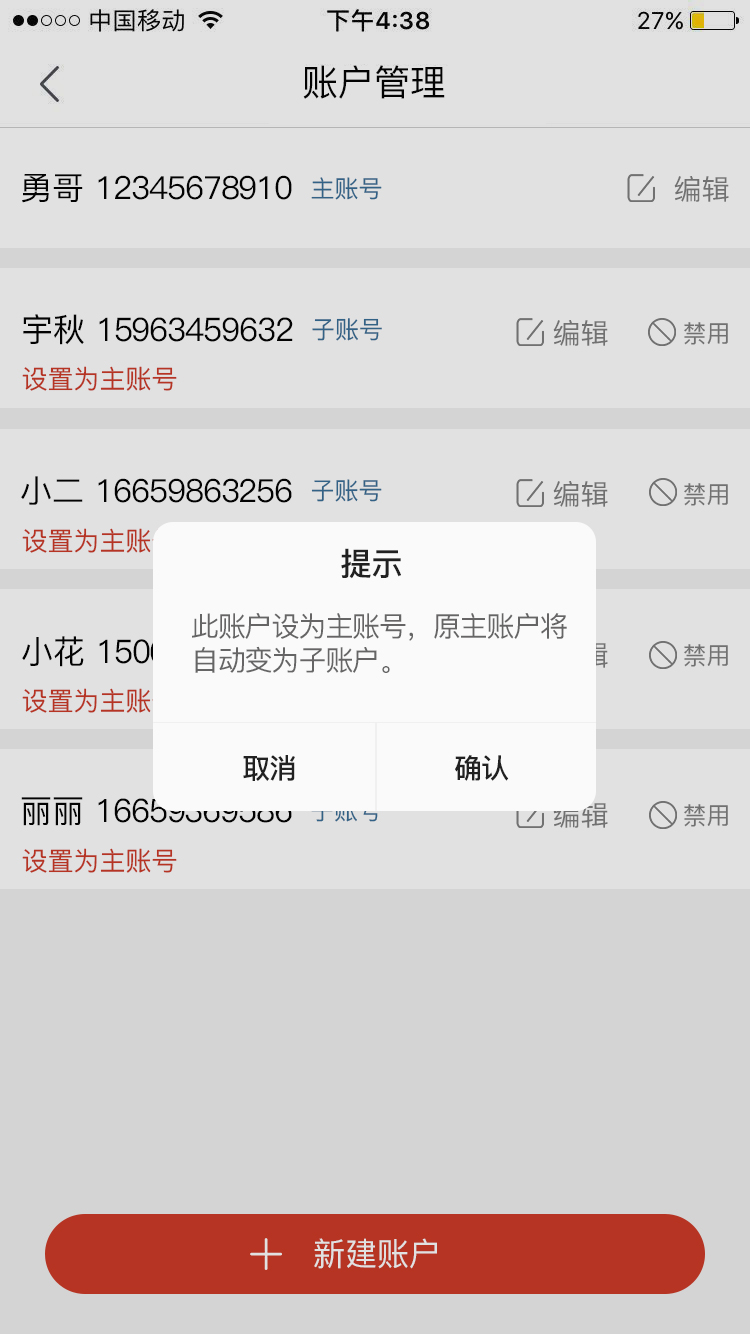 中国移动 下午4:38 27%
账户管理
勇哥 12345678910 主账号 编辑
宇秋 15963459632 子账号 编辑 禁用
设置为主账号
小二 16659863256 子账号 编辑 禁用
设置为主账
提示
此账户设为主账号，原主账户将
自动变为子账户。
取消 确认
小花 150 辑 禁用
设置为主账
丽丽 16659369586 子账号 编辑 禁用
设置为主账号
新建账户